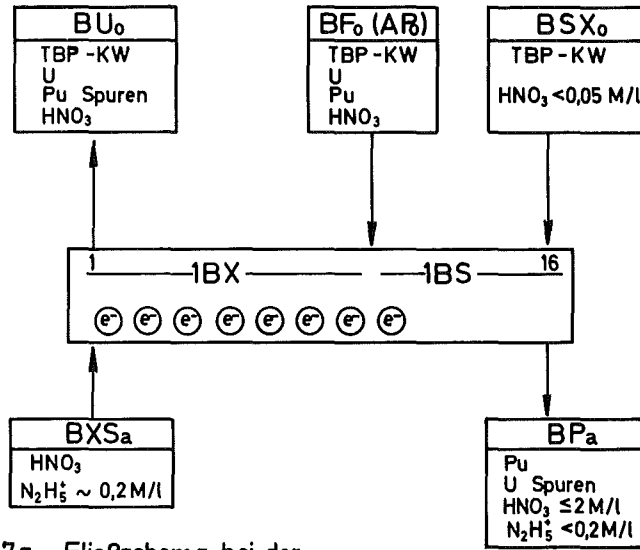 BU₀
TBP-KW
U
Pu Spuren
HNO₃
BF₀ (AP₀)
TBP-KW
U
Pu
HNO₃
BSX₀
TBP-KW
HNO₃ <0,05 M/l
1 1BX 1BS 16
e⁻ e⁻ e⁻ e⁻ e⁻ e⁻ e⁻ e⁻
BXSₐ
HNO₃
N₂H₅⁺ ~ 0,2 M/l
BPₐ
Pu
U Spuren
HNO₃ ≤2 M/l
N₂H₅⁺ <0,2 M/l
Fließschema bei der